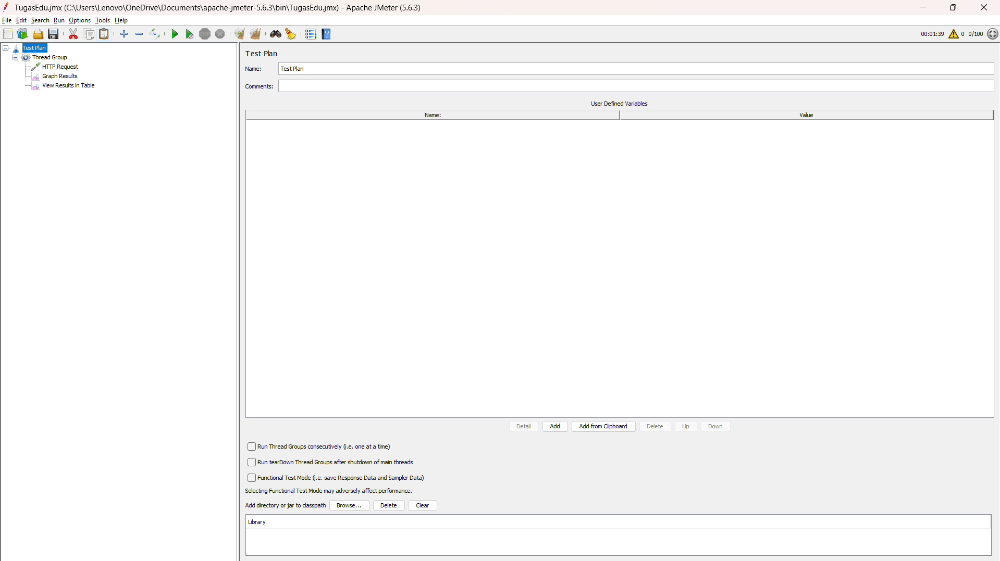 TugasEdu.jmx (C:\Users\Lenovo\OneDrive\Documents\apache-jmeter-5.6.3\bin\TugasEdu.jmx) - Apache JMeter (5.6.3)
File Edit Search Run Options Tools Help
STOP ? 00:01:39 0 0/100
Test Plan
Thread Group
HTTP Request
Graph Results
View Results in Table
Test Plan
Name: Test Plan
Comments:
User Defined Variables
Name: Value
Detail Add Add from Clipboard Delete Up Down
Run Thread Groups consecutively (i.e. one at a time)
Run tearDown Thread Groups after shutdown of main threads
Functional Test Mode (i.e. save Response Data and Sampler Data)
Selecting Functional Test Mode may adversely affect performance.
Add directory or jar to classpath Browse... Delete Clear
Library